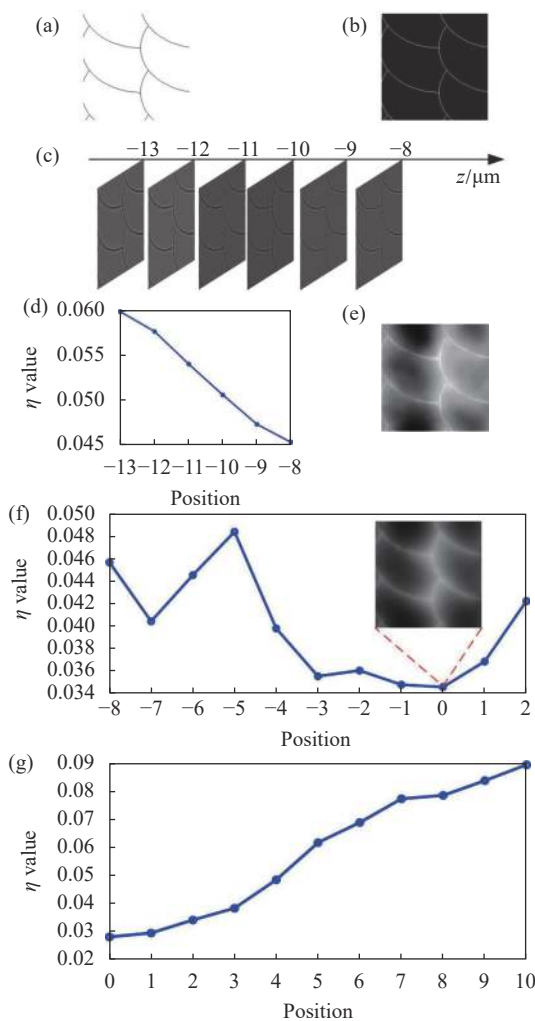 (a)
(b)
(c)
−13 −12 −11 −10 −9 −8
z/μm
(d)
η value
0.060
0.055
0.050
0.045
−13 −12 −11 −10 −9 −8
Position
(e)
(f)
η value
0.050
0.048
0.046
0.044
0.042
0.040
0.038
0.036
0.034
−8 −7 −6 −5 −4 −3 −2 −1 0 1 2
Position
(g)
η value
0.09
0.08
0.07
0.06
0.05
0.04
0.03
0.02
0 1 2 3 4 5 6 7 8 9 10
Position